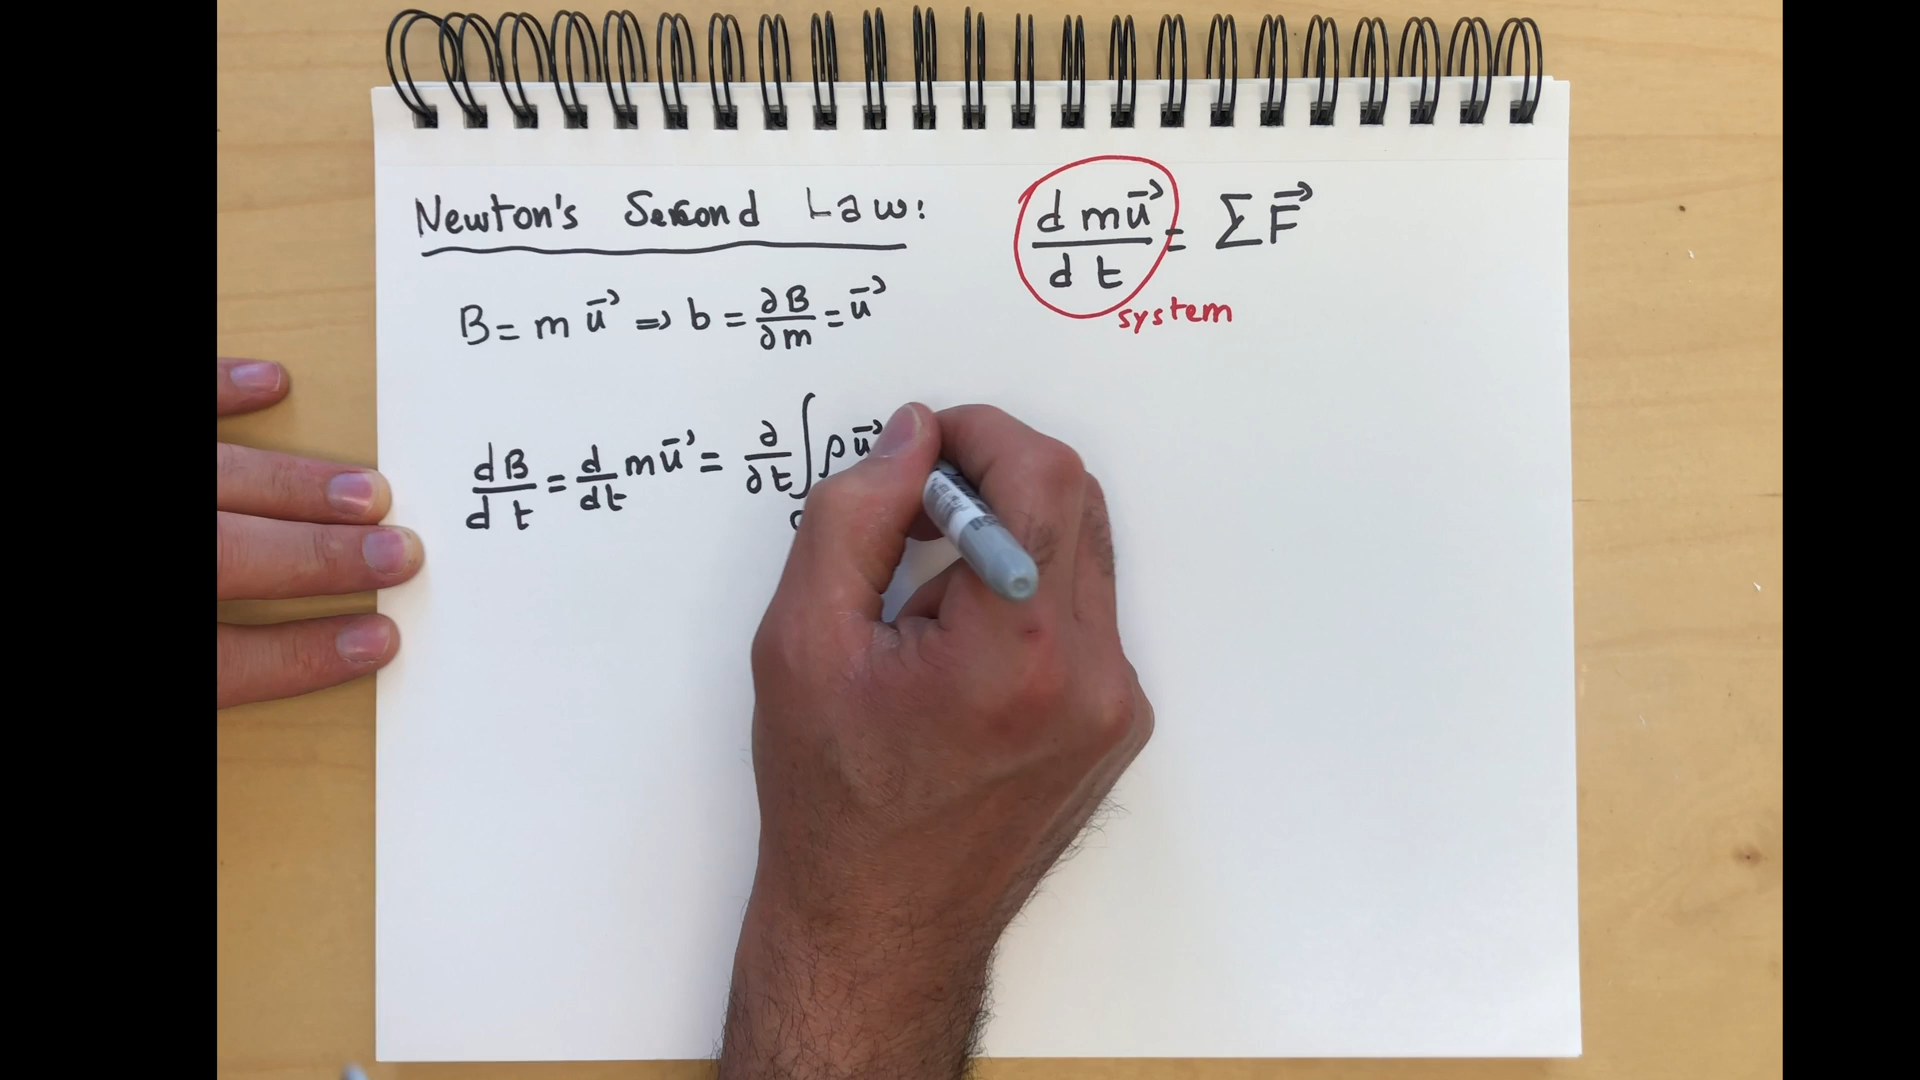 Newton's Second Law:
d mu⃗ / dt = ΣF⃗
system
B = m u⃗ ⇒ b = ∂B/∂m = u⃗
dB/dt = d/dt mu⃗ = ∂/∂t ∫ ρu⃗